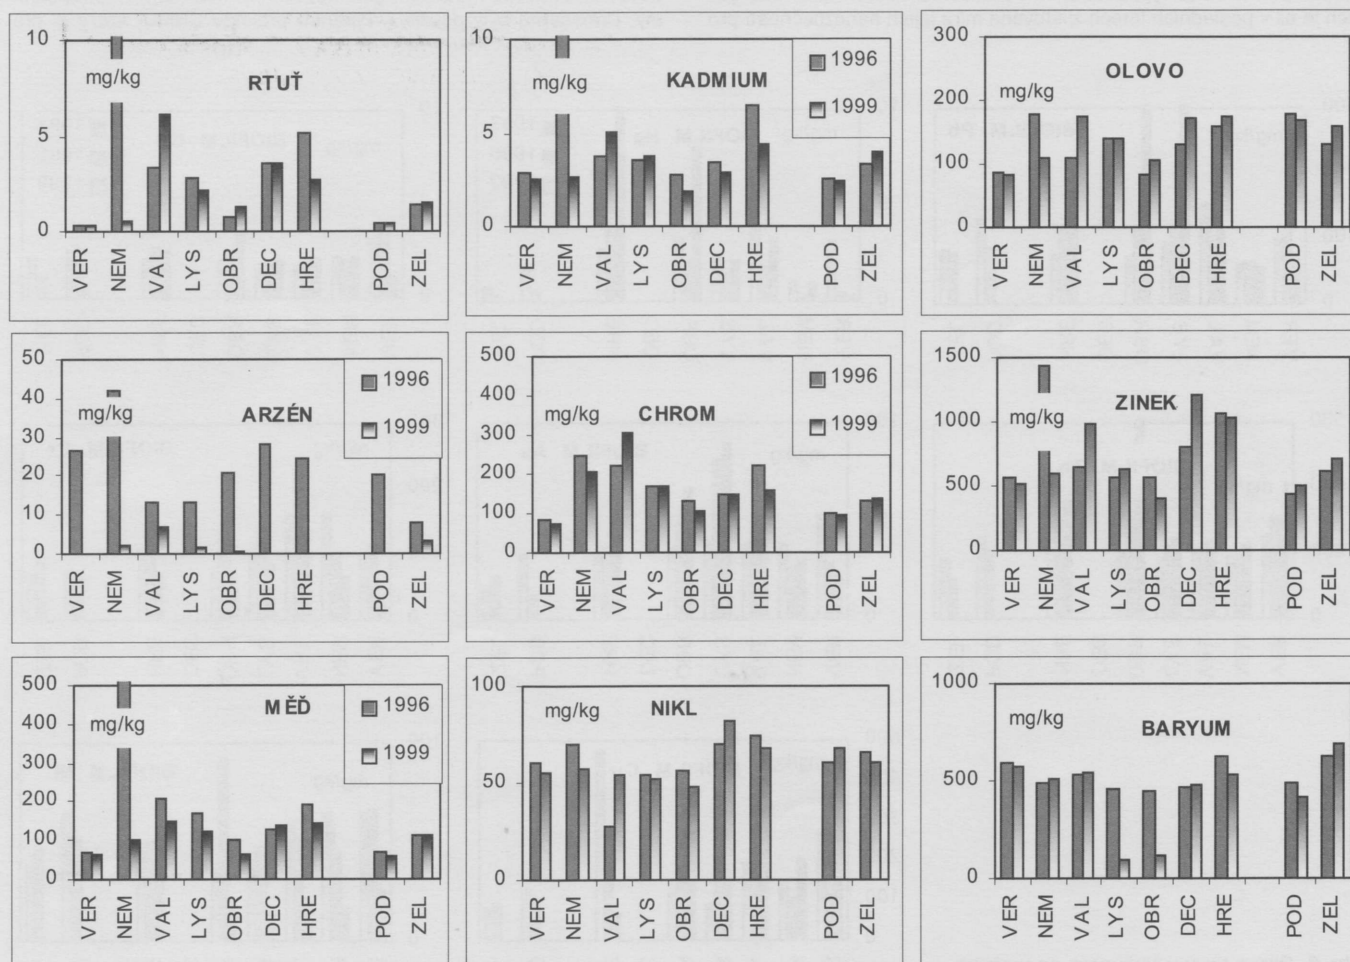 10
5
0
mg/kg
RTUŤ
VER NEM VAL LYS OBR DEC HRE POD ZEL
10
5
0
mg/kg
KADMIUM
1996
1999
VER NEM VAL LYS OBR DEC HRE POD ZEL
300
200
100
0
mg/kg
OLOVO
VER NEM VAL LYS OBR DEC HRE POD ZEL
50
40
30
20
10
0
mg/kg
ARZÉN
1996
1999
VER NEM VAL LYS OBR DEC HRE POD ZEL
500
400
300
200
100
0
mg/kg
CHROM
1996
1999
VER NEM VAL LYS OBR DEC HRE POD ZEL
1500
1000
500
0
mg/kg
ZINEK
VER NEM VAL LYS OBR DEC HRE POD ZEL
500
400
300
200
100
0
mg/kg
MĚĎ
1996
1999
VER NEM VAL LYS OBR DEC HRE POD ZEL
100
50
0
mg/kg
NIKL
VER NEM VAL LYS OBR DEC HRE POD ZEL
1000
500
0
mg/kg
BARYUM
VER NEM VAL LYS OBR DEC HRE POD ZEL